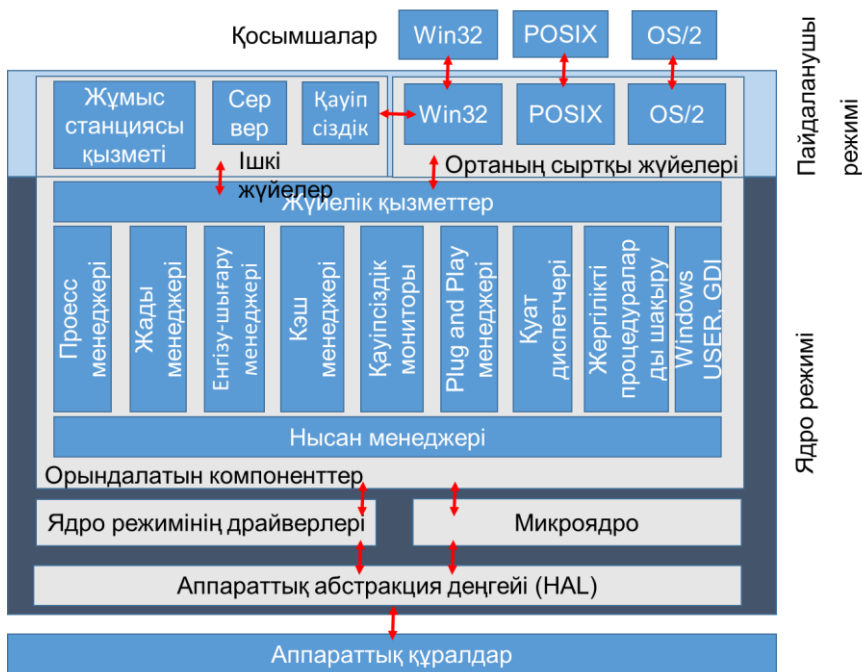 Қосымшалар
Win32
POSIX
OS/2
Пайдаланушы
режимі
Жұмыс
станциясы
қызметі
Сер
вер
Қауіп
сіздік
Win32
POSIX
OS/2
Ішкі
жүйелер
Ортаның сыртқы жүйелері
Жүйелік қызметтер
Проесс
менеджері
Жады
менеджері
Енгізу-шығару
менеджері
Кэш
менеджері
Қауіпсіздік
мониторы
Plug and Play
менеджері
Қуат
диспетчері
Жергілікті
процедуралар
ды шақыру
Windows
USER, GDI
Ядро режимі
Нысан менеджері
Орындалатын компоненттер
Ядро режимінің драйверлері
Микроядро
Аппараттық абстракция деңгейі (HAL)
Аппараттық құралдар